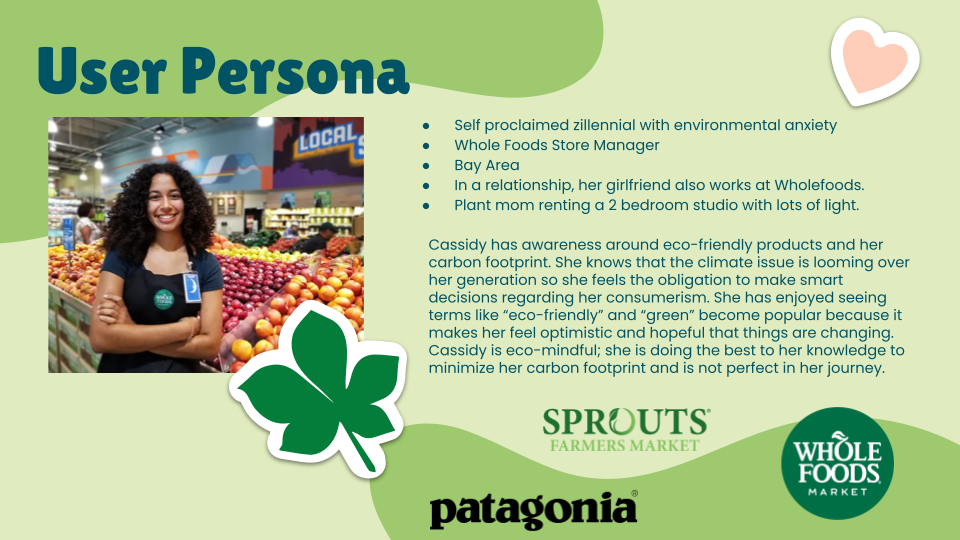 User Persona
LOCAL
S
WHOLE
FOODS
● Self proclaimed zillennial with environmental anxiety
● Whole Foods Store Manager
● Bay Area
● In a relationship, her girlfriend also works at Wholefoods.
● Plant mom renting a 2 bedroom studio with lots of light.
Cassidy has awareness around eco-friendly products and her
carbon footprint. She knows that the climate issue is looming over
her generation so she feels the obligation to make smart
decisions regarding her consumerism. She has enjoyed seeing
terms like “eco-friendly” and “green” become popular because it
makes her feel optimistic and hopeful that things are changing.
Cassidy is eco-mindful; she is doing the best to her knowledge to
minimize her carbon footprint and is not perfect in her journey.
SPROUTS®
FARMERS MARKET
WHOLE
FOODS
MARKET
patagonia®